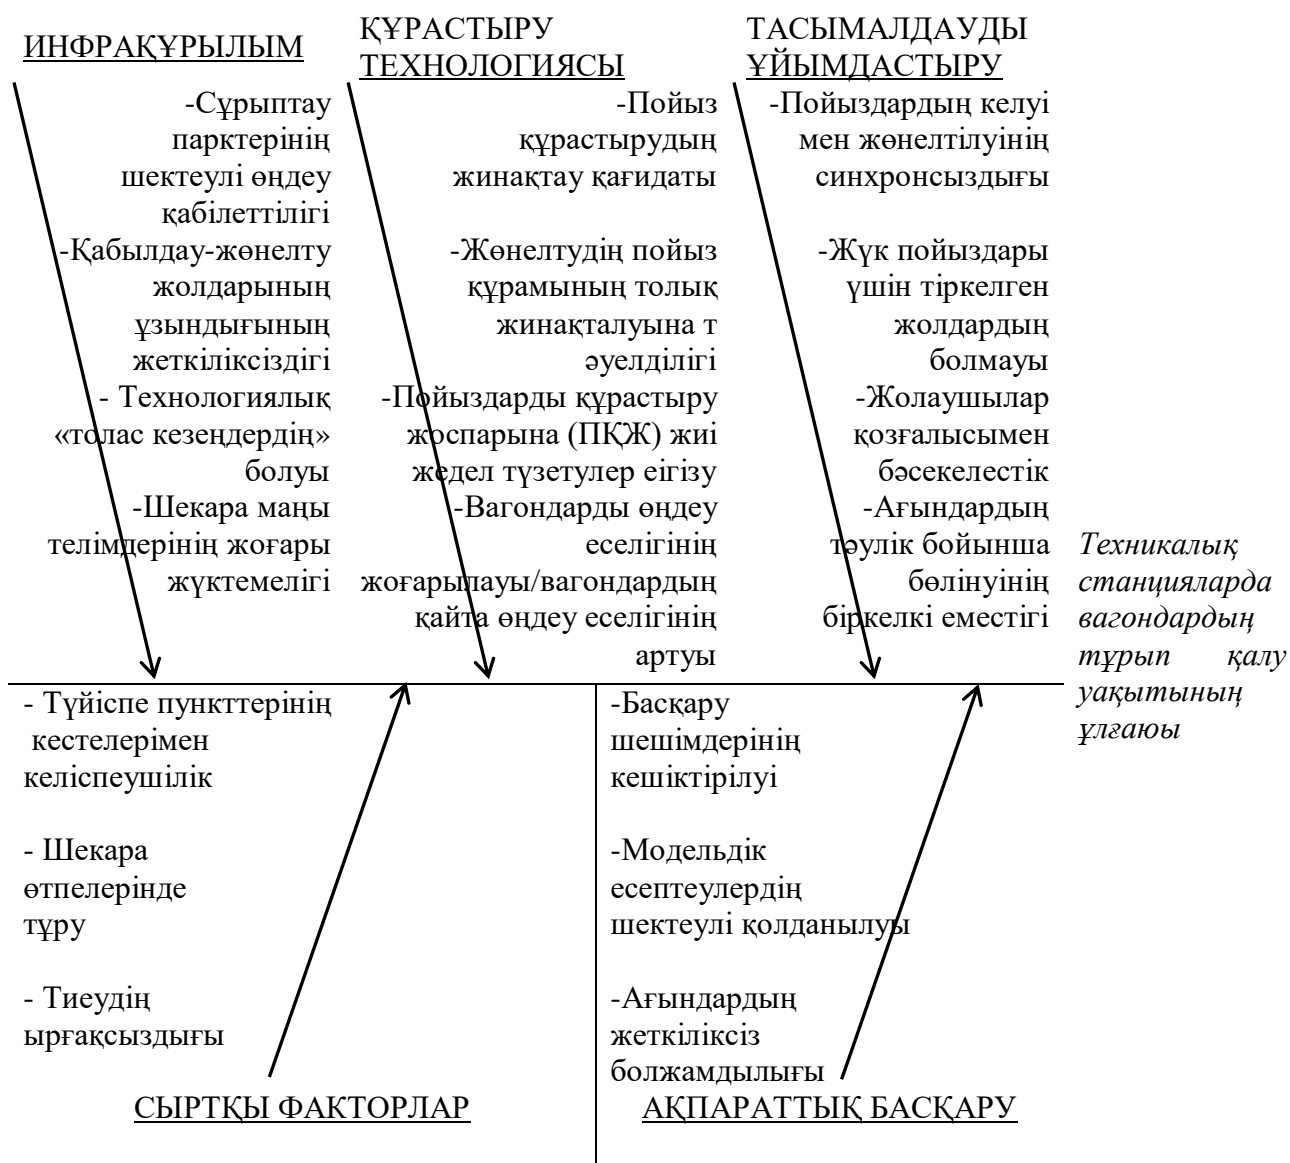 ИНФРАҚҰРЫЛЫМ
-Сұрыптау
парктерінің
шектеулі өңдеу
қабілеттілігі
-Қабылдау-жөнелту
жолдарының
ұзындығының
жеткіліксіздігі
- Технологиялық
«толас кезеңдердің»
болуы
-Шекара маңы
телімдерінің жоғары
жүктемелігі
ҚҰРАСТЫРУ
ТЕХНОЛОГИЯСЫ
-Пойыз
құрастырудың
жинақтау қағидаты
-Жөнелтудің пойыз
құрамының толық
жинақталуына т
әуелділігі
-Пойыздарды құрастыру
жоспарына (ПҚЖ) жиі
жедел түзетулер еігізу
-Вагондарды өңдеу
еселігінің
жоғарылауы/вагондардың
қайта өңдеу еселігінің
артуы
ТАСЫМАЛДАУДЫ
ҰЙЫМДАСТЫРУ
-Пойыздардың келуі
мен жөнелтілуінің
синхронсыздығы
-Жүк пойыздары
үшін тіркелген
жолдардың
болмауы
-Жолаушылар
қозғалысымен
бәсекелестік
-Ағындардың
тәулік бойынша
бөлінуінің
біркелкі еместігі
Техникалық
станцияларда
вагондардың
тұрып қалу
уақытының
ұлғаюы
- Түйіспе пункттерінің
кестелерімен
келіспеушілік
- Шекара
өтпелерінде
тұру
- Тиеудің
ырғақсыздығы
СЫРТҚЫ ФАКТОРЛАР
-Басқару
шешімдерінің
кешіктірілуі
-Модельдік
есептеулердің
шектеулі қолданылуы
-Ағындардың
жеткіліксіз
болжамдылығы
АҚПАРАТТЫҚ БАСҚАРУ